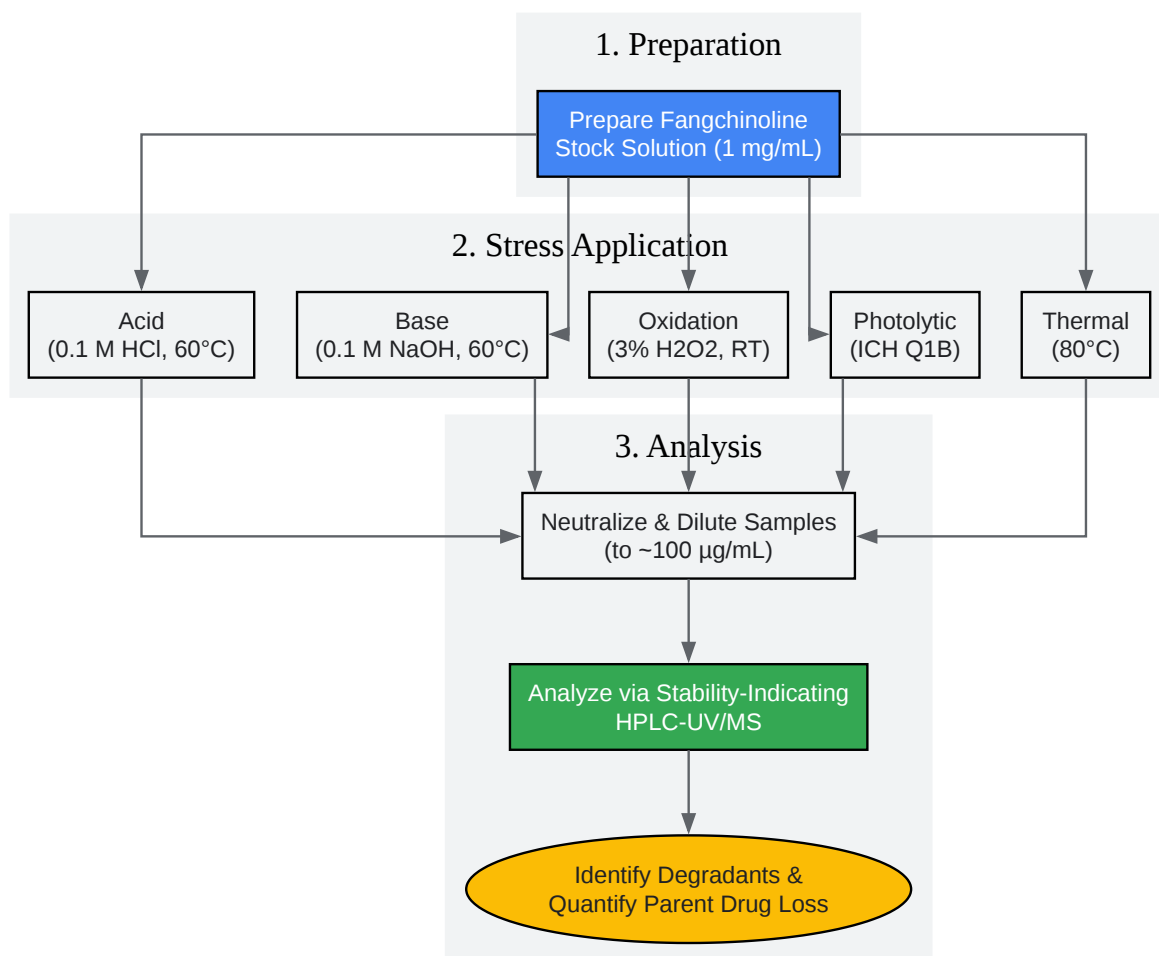 1. Preparation
Prepare Fangchinoline
Stock Solution (1 mg/mL)
2. Stress Application
Acid
(0.1 M HCl, 60°C)
Base
(0.1 M NaOH, 60°C)
Oxidation
(3% H2O2, RT)
Photolytic
(ICH Q1B)
Thermal
(80°C)
3. Analysis
Neutralize & Dilute Samples
(to ~100 µg/mL)
Analyze via Stability-Indicating
HPLC-UV/MS
Identify Degradants &
Quantify Parent Drug Loss